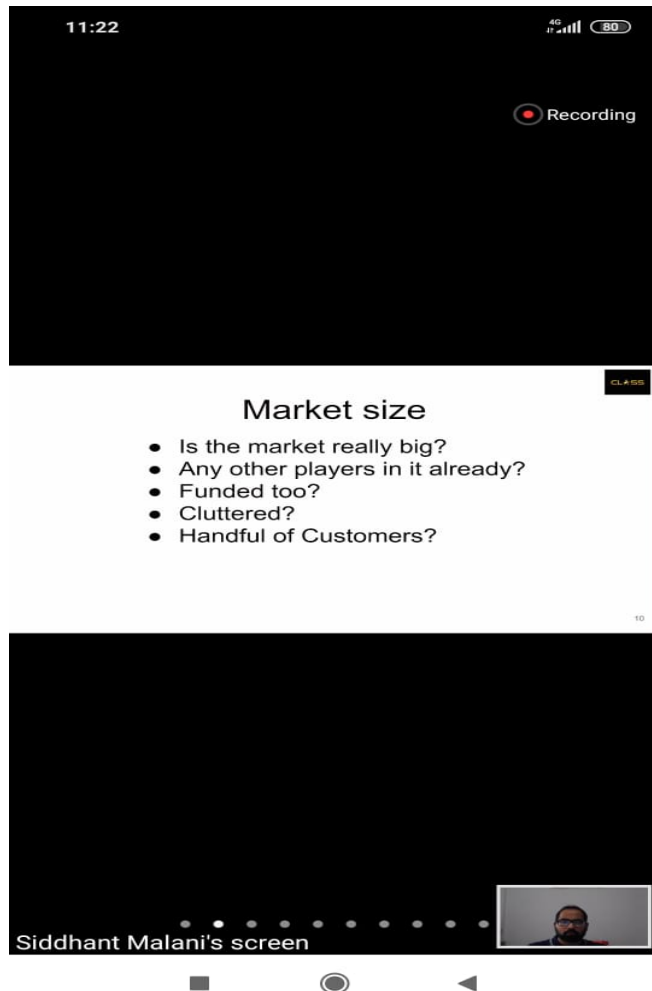 11:22
4G
80
Recording
CLASS
Market size
● Is the market really big?
● Any other players in it already?
● Funded too?
● Cluttered?
● Handful of Customers?
10
Siddhant Malani's screen